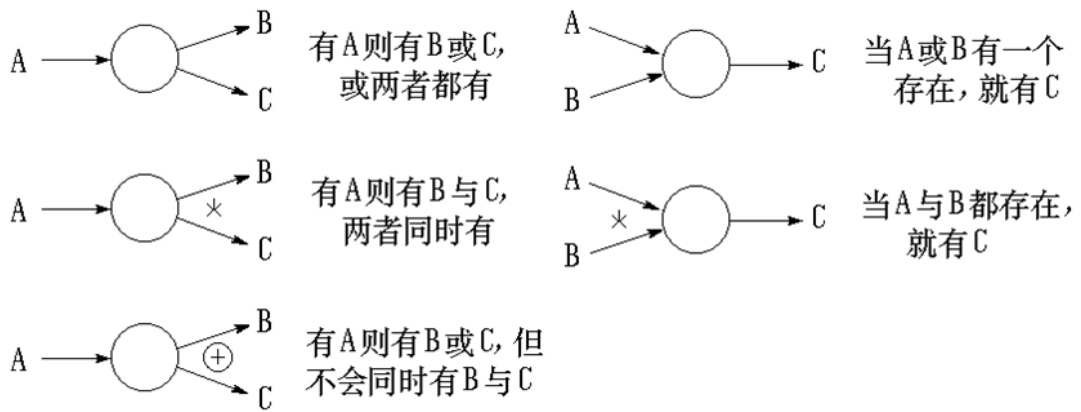 A
B
C
有A则有B或C,
或两者都有
A
B
C
当A或B有一个
存在,就有C
A
B
C
*
有A则有B与C,
两者同时有
A
B
*
C
当A与B都存在,
就有C
A
B
C
+
有A则有B或C,但
不会同时有B与C